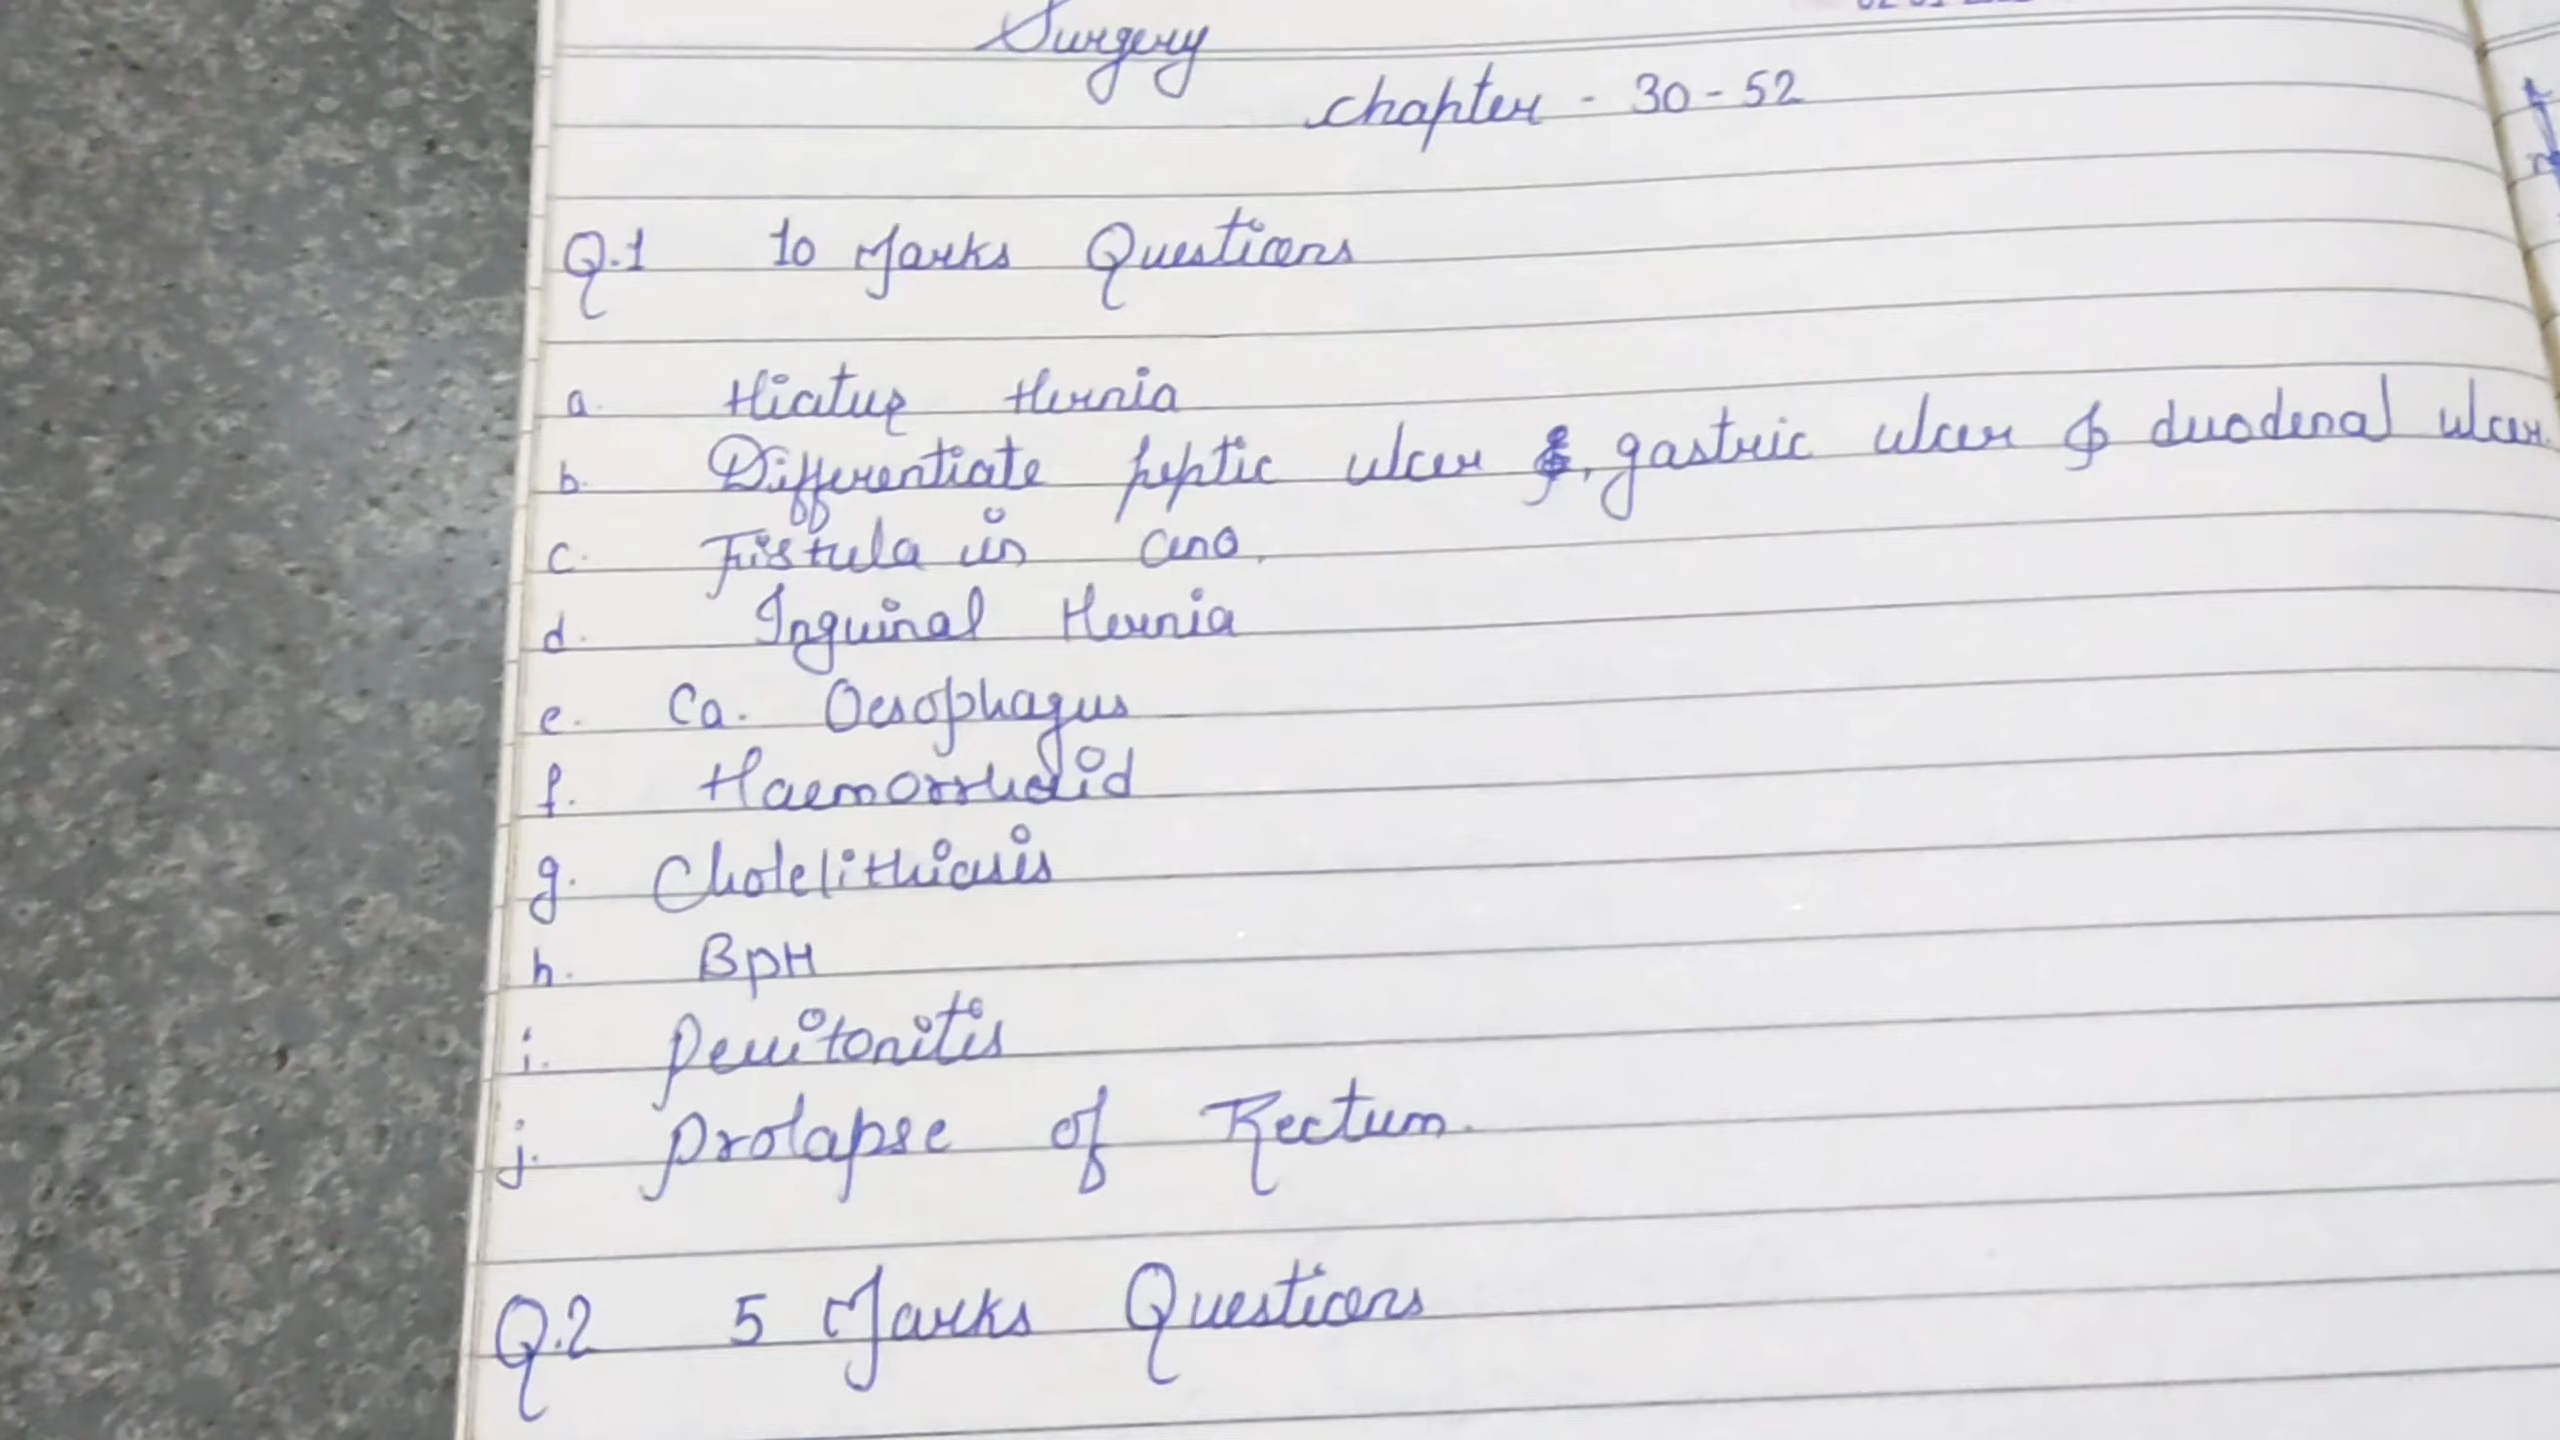 Surgery
chapter - 30 - 52
Q.1 10 Marks Questions
a. Hiatus Hernia
b. Differentiate peptic ulcer, gastric ulcer & duodenal ulcer.
c. Fistula in ano.
d. Inguinal Hernia
e. Ca. Oesophagus
f. Haemorrhoid
g. Cholelithiasis
h. BPH
i. Peritonitis
j. Prolapse of Rectum.
Q.2 5 Marks Questions